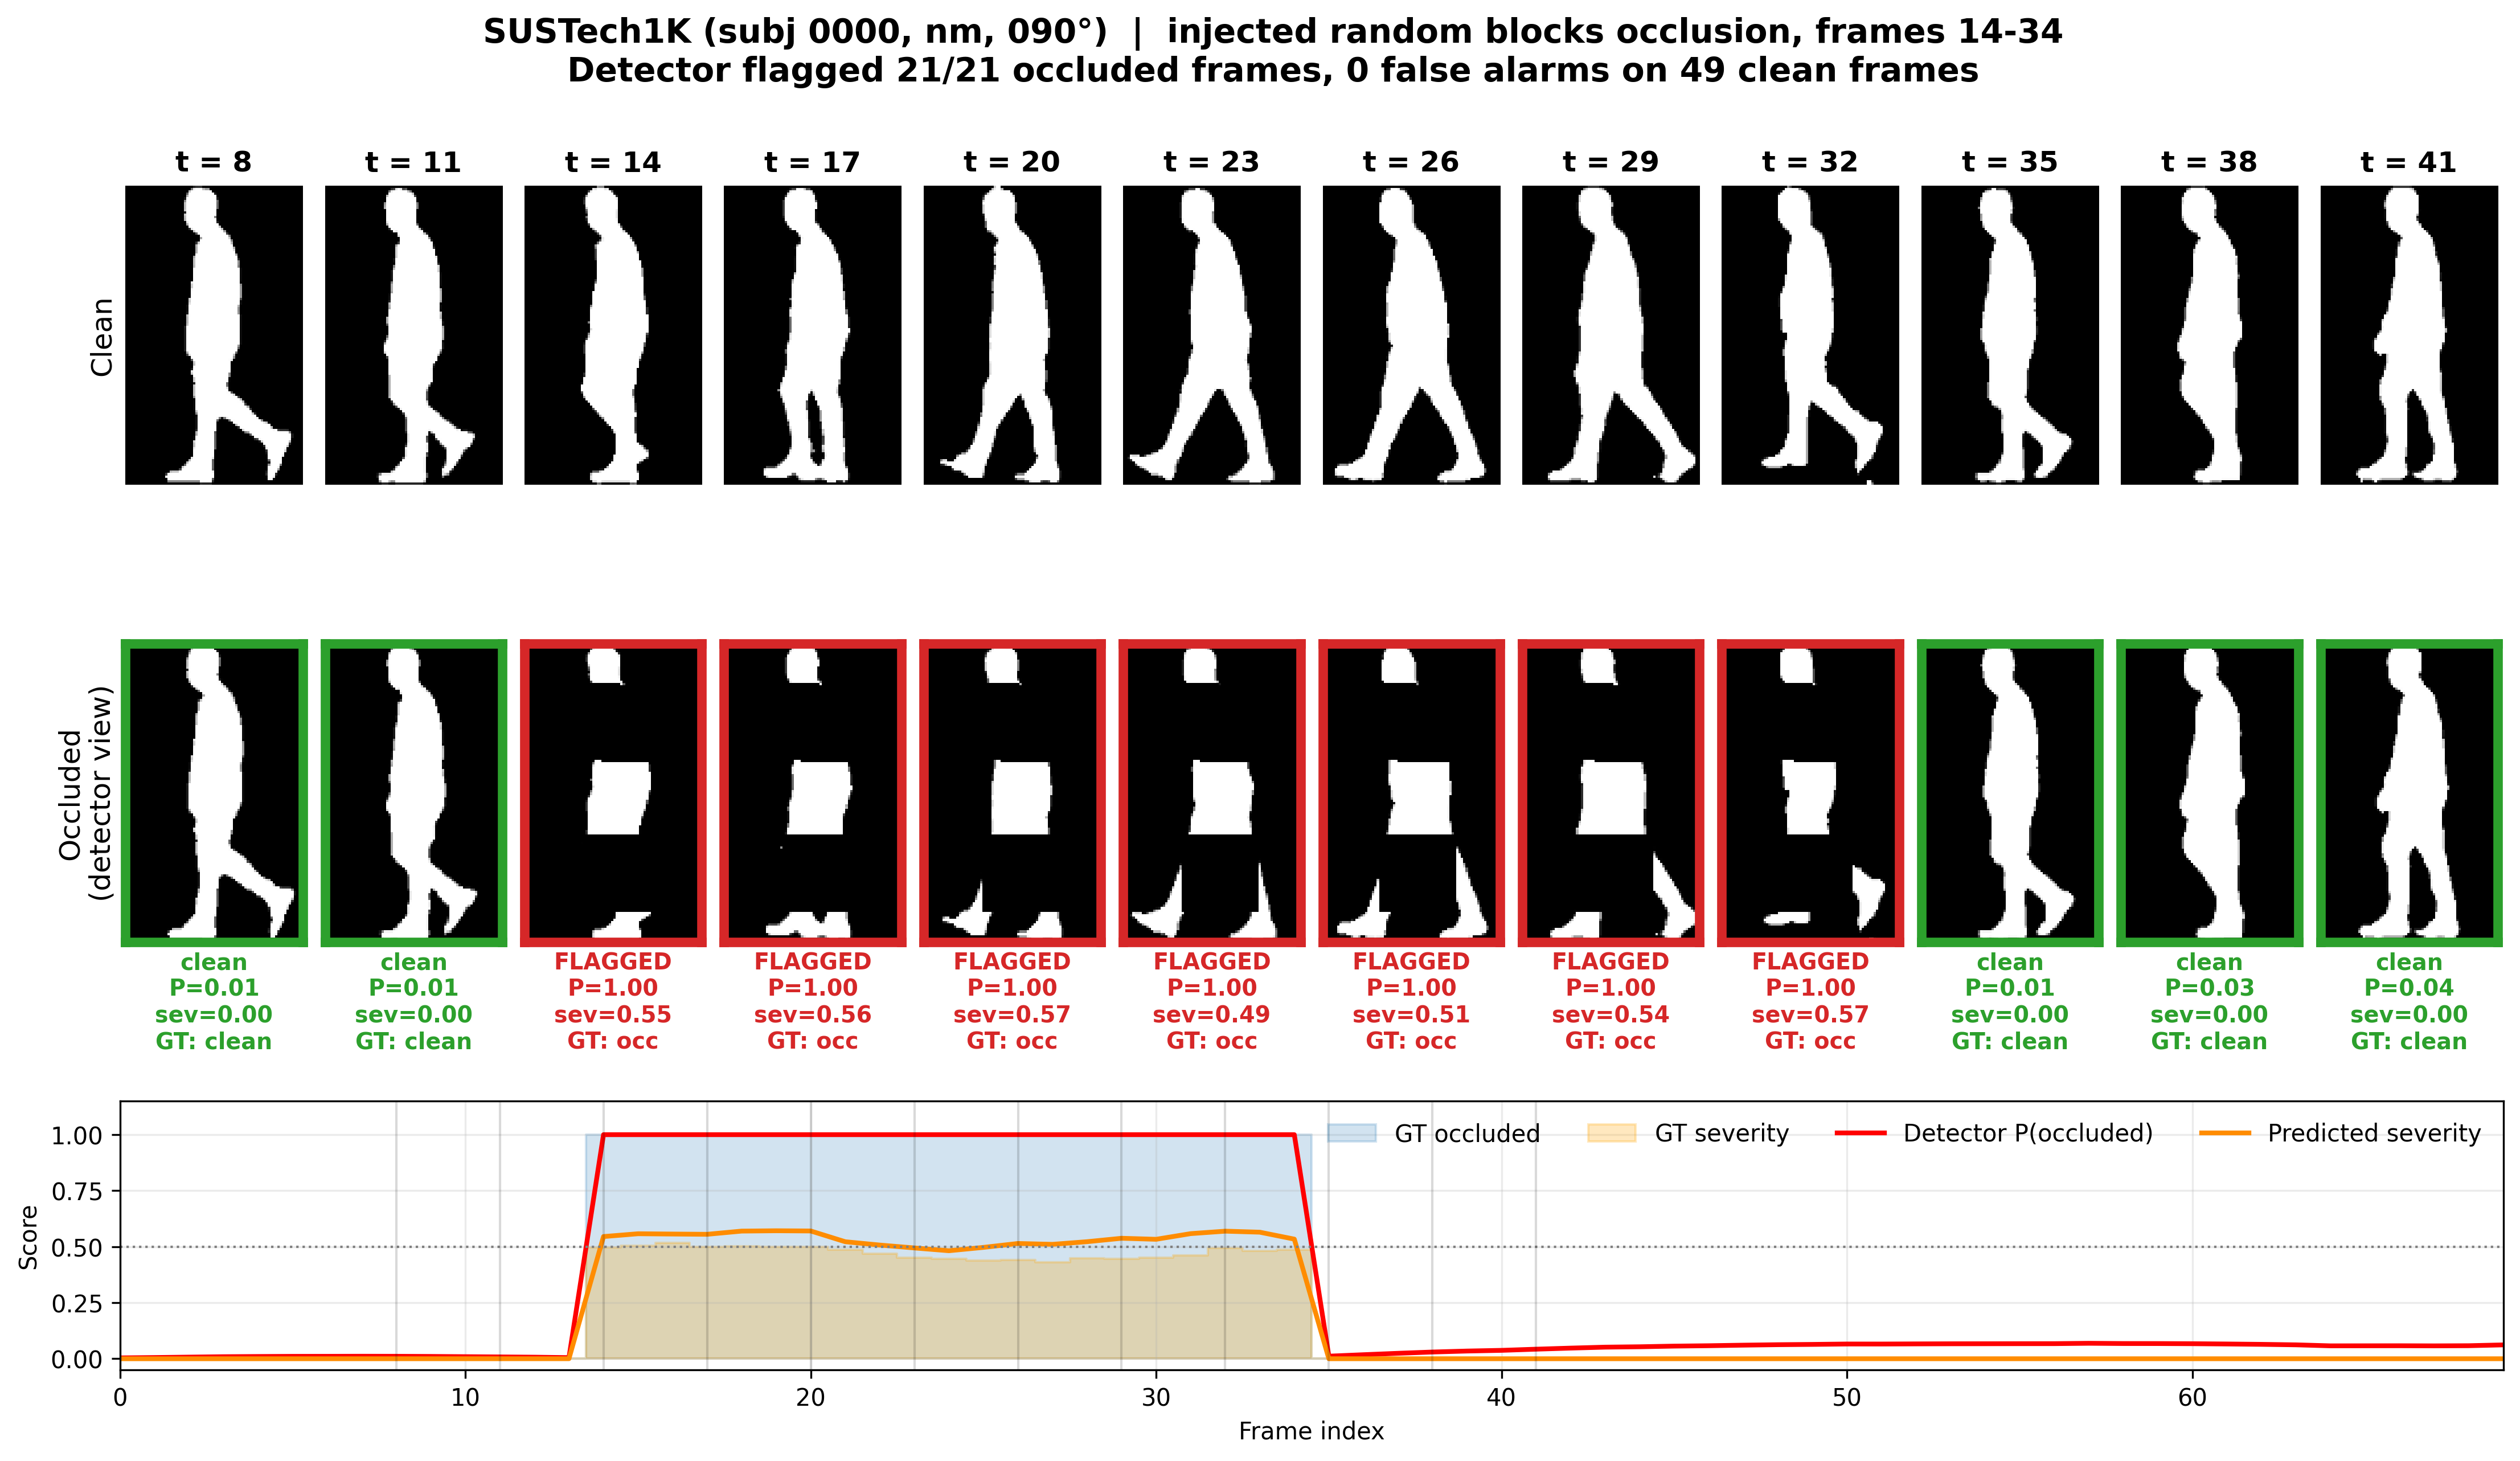 SUSTech1K (subj 0000, nm, 090°)  |  injected random blocks occlusion, frames 14-34
Detector flagged 21/21 occluded frames, 0 false alarms on 49 clean frames
t = 8 t = 11 t = 14 t = 17 t = 20 t = 23 t = 26 t = 29 t = 32 t = 35 t = 38 t = 41
Clean
Occluded
(detector view)
clean clean FLAGGED FLAGGED FLAGGED FLAGGED FLAGGED FLAGGED FLAGGED clean clean clean
P=0.01 P=0.01 P=1.00 P=1.00 P=1.00 P=1.00 P=1.00 P=1.00 P=1.00 P=0.01 P=0.03 P=0.04
sev=0.00 sev=0.00 sev=0.55 sev=0.56 sev=0.57 sev=0.49 sev=0.51 sev=0.54 sev=0.57 sev=0.00 sev=0.00 sev=0.00
GT: clean GT: clean GT: occ GT: occ GT: occ GT: occ GT: occ GT: occ GT: occ GT: clean GT: clean GT: clean
GT occluded GT severity Detector P(occluded) Predicted severity
Score
1.00
0.75
0.50
0.25
0.00
0 10 20 30 40 50 60
Frame index